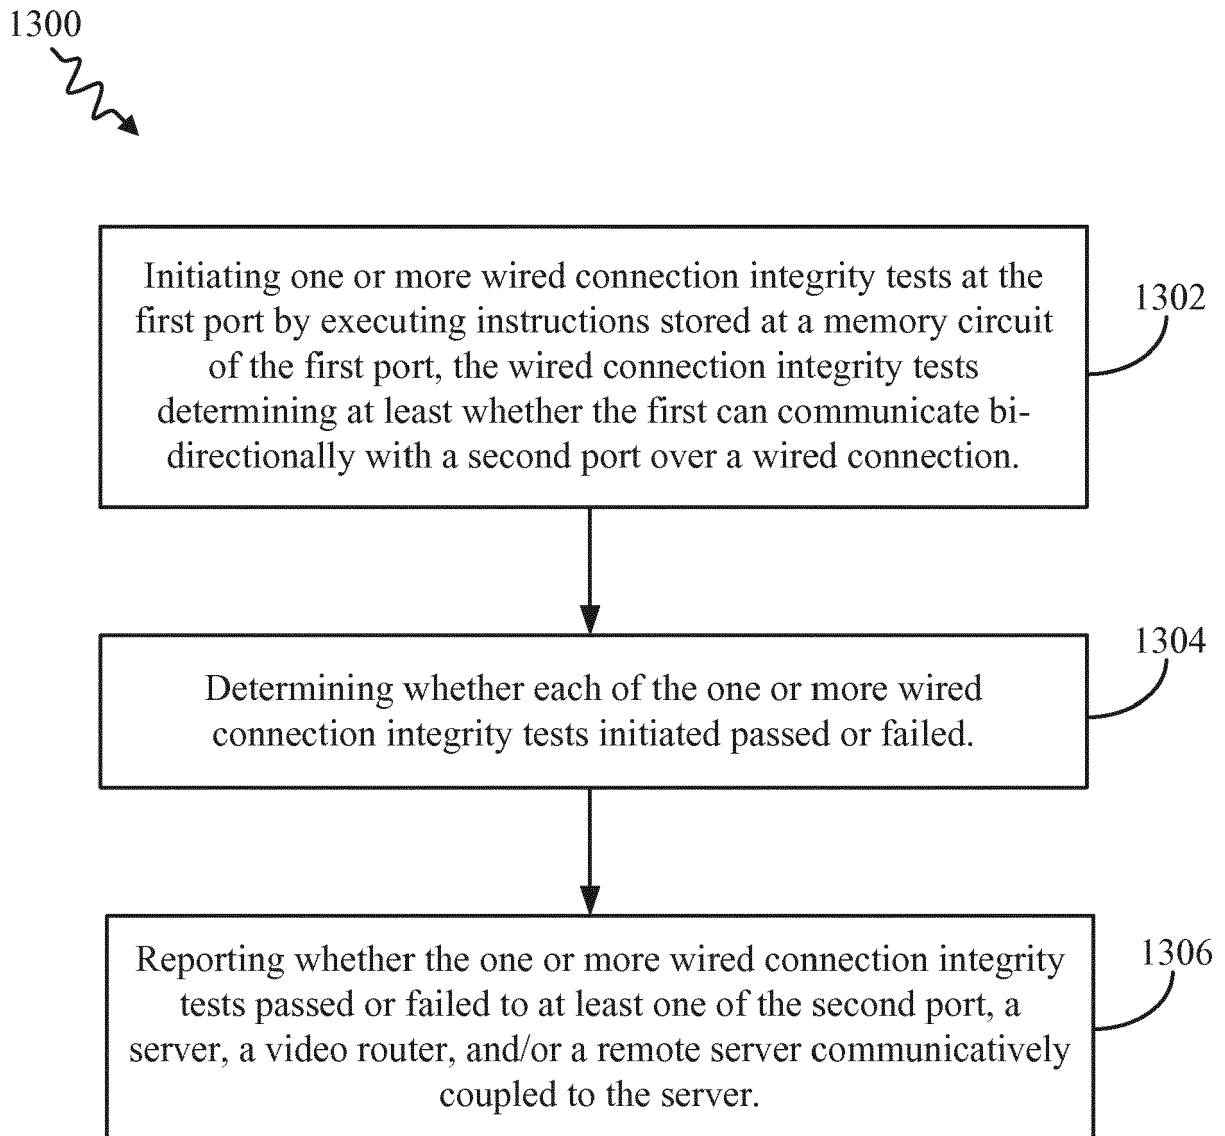 1300
Initiating one or more wired connection integrity tests at the
first port by executing instructions stored at a memory circuit
of the first port, the wired connection integrity tests
determining at least whether the first can communicate bi-
directionally with a second port over a wired connection.
1302
Determining whether each of the one or more wired
connection integrity tests initiated passed or failed.
1304
Reporting whether the one or more wired connection integrity
tests passed or failed to at least one of the second port, a
server, a video router, and/or a remote server communicatively
coupled to the server.
1306